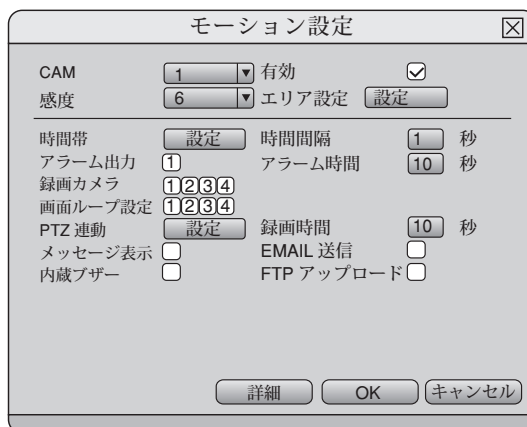 モーション設定
CAM 1 有効
感度 6 エリア設定 設定
時間帯 設定 時間間隔 1 秒
アラーム出力 1 アラーム時間 10 秒
録画カメラ 1 2 3 4
画面ループ設定 1 2 3 4
PTZ 連動 設定 録画時間 10 秒
メッセージ表示 EMAIL 送信
内蔵ブザー FTP アップロード
詳細 OK キャンセル